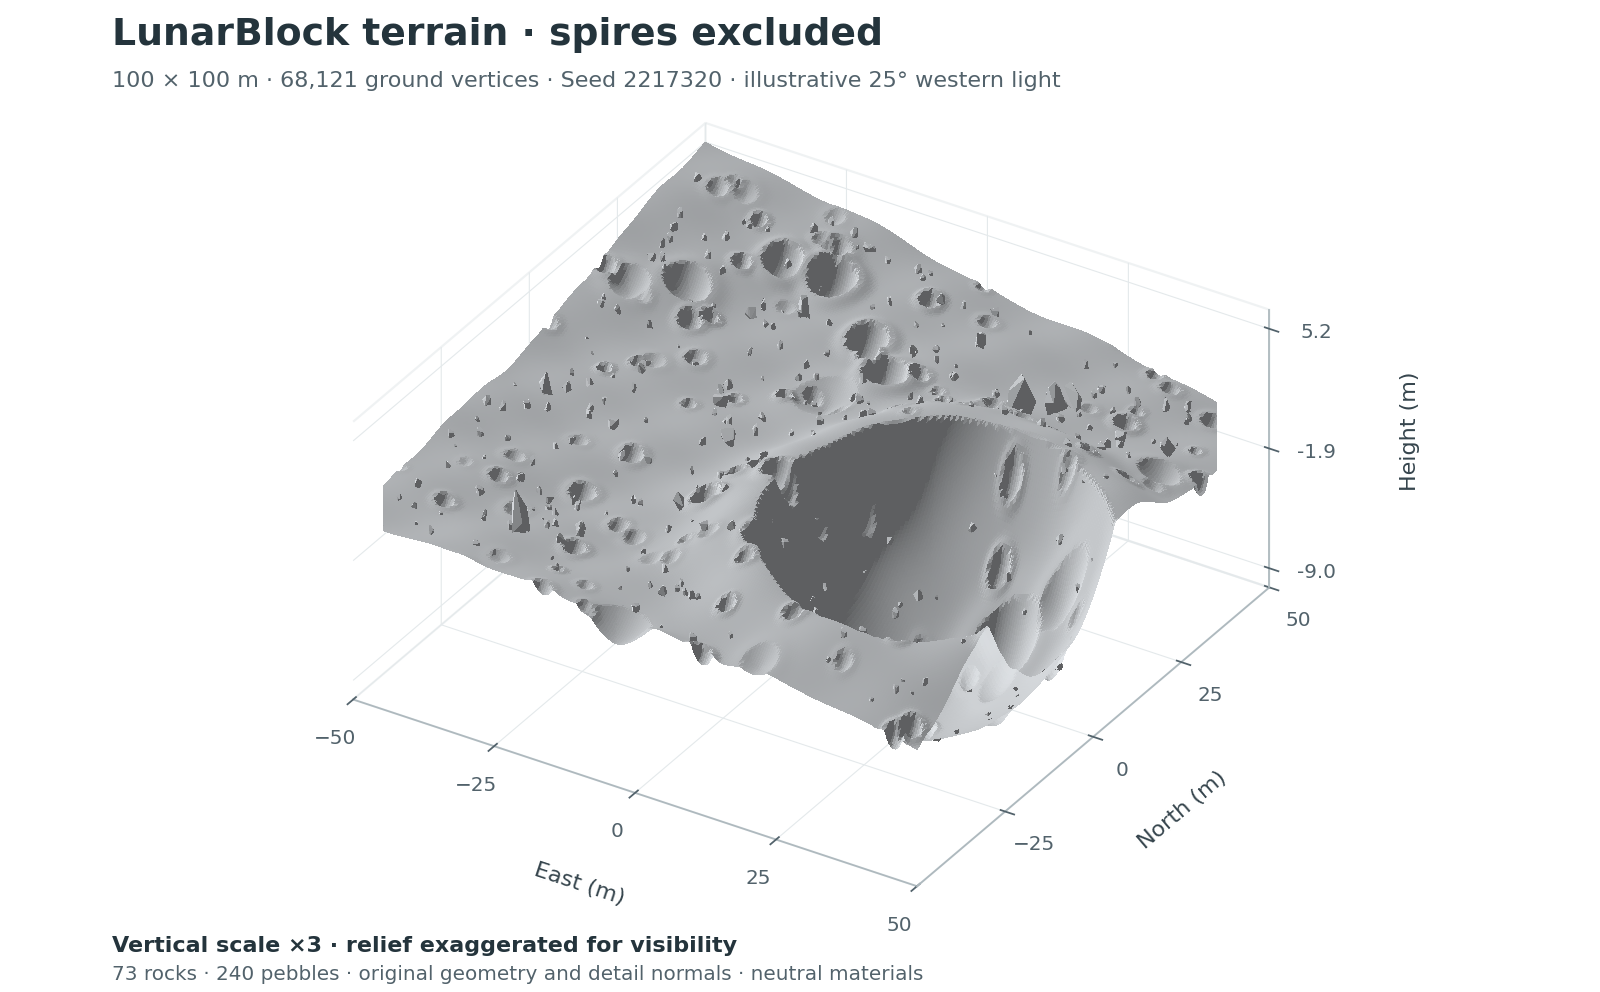 LunarBlock terrain · spires excluded
100 × 100 m · 68,121 ground vertices · Seed 2217320 · illustrative 25° western light
5.2
-1.9
-9.0
Height (m)
50
25
0
−25
North (m)
−50
−25
0
25
50
East (m)
Vertical scale ×3 · relief exaggerated for visibility
73 rocks · 240 pebbles · original geometry and detail normals · neutral materials